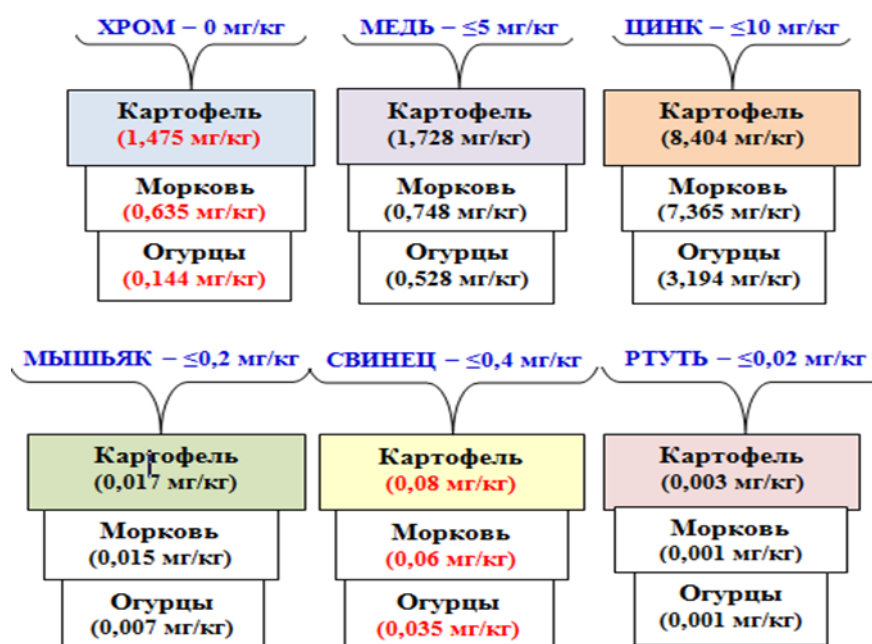 ХРОМ – 0 мг/кг
МЕДЬ – ≤5 мг/кг
ЦИНК – ≤10 мг/кг
Картофель
(1,475 мг/кг)
Картофель
(1,728 мг/кг)
Картофель
(8,404 мг/кг)
Морковь
(0,635 мг/кг)
Морковь
(0,748 мг/кг)
Морковь
(7,365 мг/кг)
Огурцы
(0,144 мг/кг)
Огурцы
(0,528 мг/кг)
Огурцы
(3,194 мг/кг)
МЫШЬЯК – ≤0,2 мг/кг
СВИНЕЦ – ≤0,4 мг/кг
РТУТЬ – ≤0,02 мг/кг
Картофель
(0,017 мг/кг)
Картофель
(0,08 мг/кг)
Картофель
(0,003 мг/кг)
Морковь
(0,015 мг/кг)
Морковь
(0,06 мг/кг)
Морковь
(0,001 мг/кг)
Огурцы
(0,007 мг/кг)
Огурцы
(0,035 мг/кг)
Огурцы
(0,001 мг/кг)